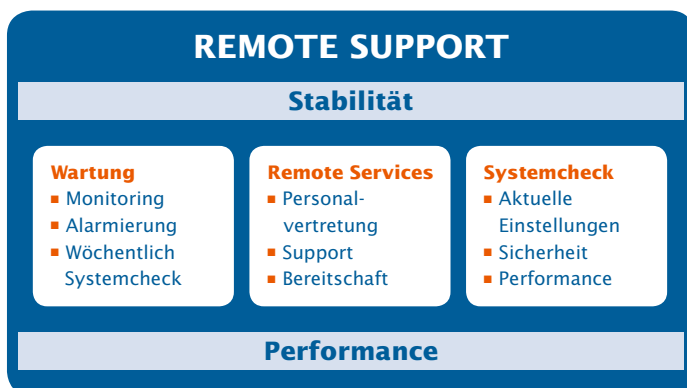 REMOTE SUPPORT
Stabilität
Wartung
▪ Monitoring
▪ Alarmierung
▪ Wöchentlich
Systemcheck
Remote Services
▪ Personal-
vertretung
▪ Support
▪ Bereitschaft
Systemcheck
▪ Aktuelle
Einstellungen
▪ Sicherheit
▪ Performance
Performance